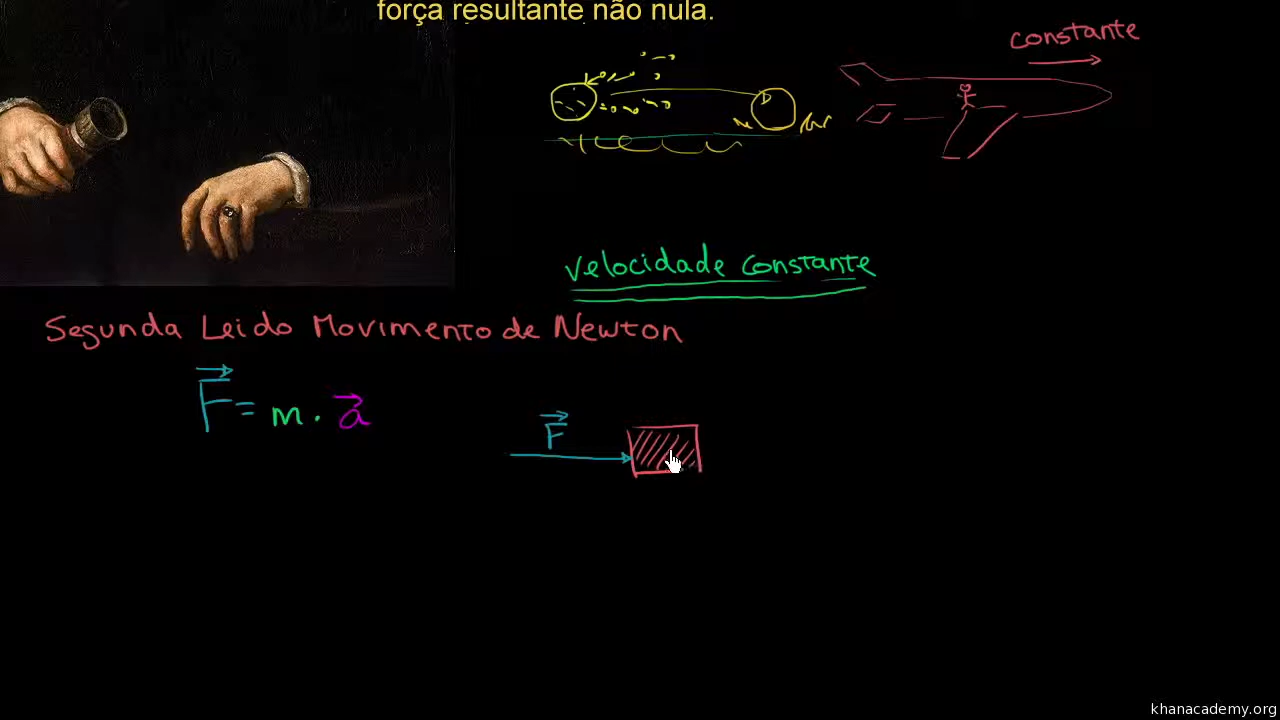 força resultante não nula.
constante
velocidade constante
Segunda Lei do Movimento de Newton
F = m . a
F
khanacademy.org